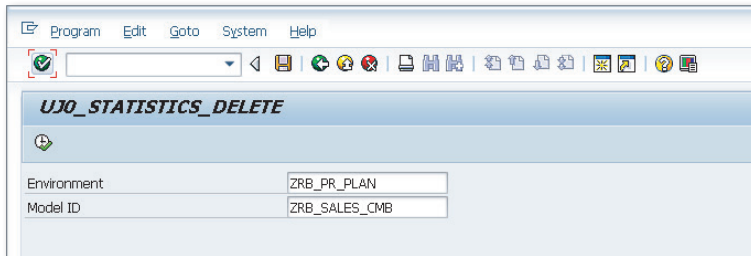 Program Edit Goto System Help
UJ0_STATISTICS_DELETE
Environment ZRB_PR_PLAN
Model ID ZRB_SALES_CMB